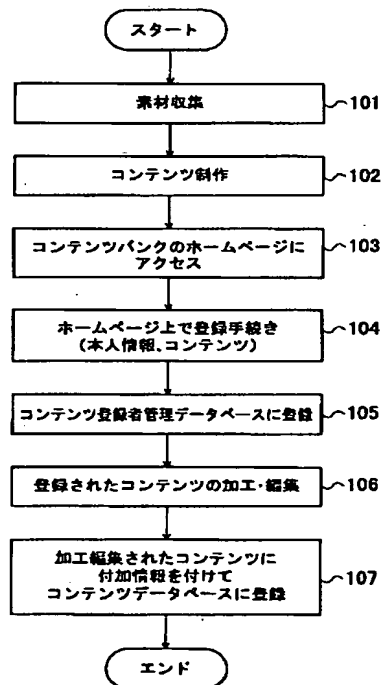 スタート
素材収集
101
コンテンツ制作
102
コンテンツバンクのホームページに
アクセス
103
ホームページ上で登録手続き
(本人情報、コンテンツ)
104
コンテンツ登録者管理データベースに登録
105
登録されたコンテンツの加工・編集
106
加工編集されたコンテンツに
付加情報を付けて
コンテンツデータベースに登録
107
エンド